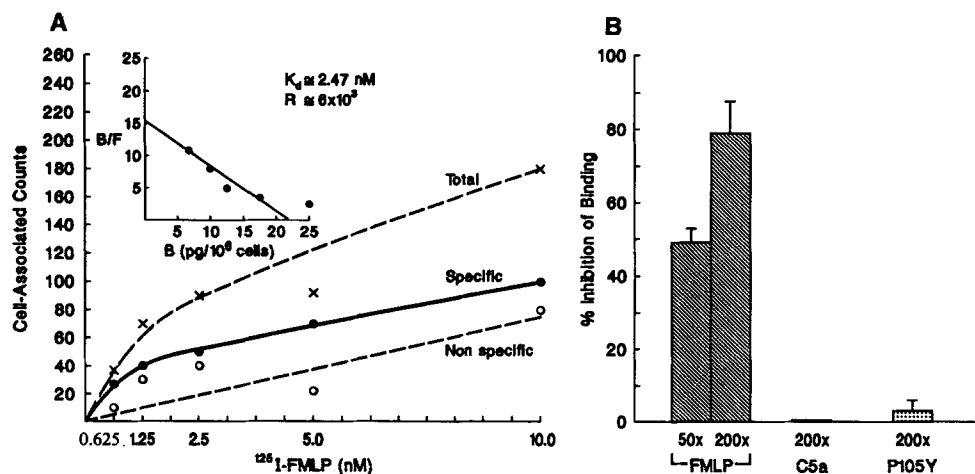 A
B
280
260
240
220
200
180
160
140
120
100
80
60
40
20
Cell-Associated Counts
0.625
1.25
2.5
5.0
10.0
¹²⁵I-FMLP (nM)
Total
Specific
Non specific
25
20
15
B/F
10
5
5
10
15
20
25
B (pg/10⁶ cells)
K_d ≅ 2.47 nM
R ≅ 6x10³
% Inhibition of Binding
100
80
60
40
20
0
50x 200x
FMLP
200x
C5a
200x
P105Y